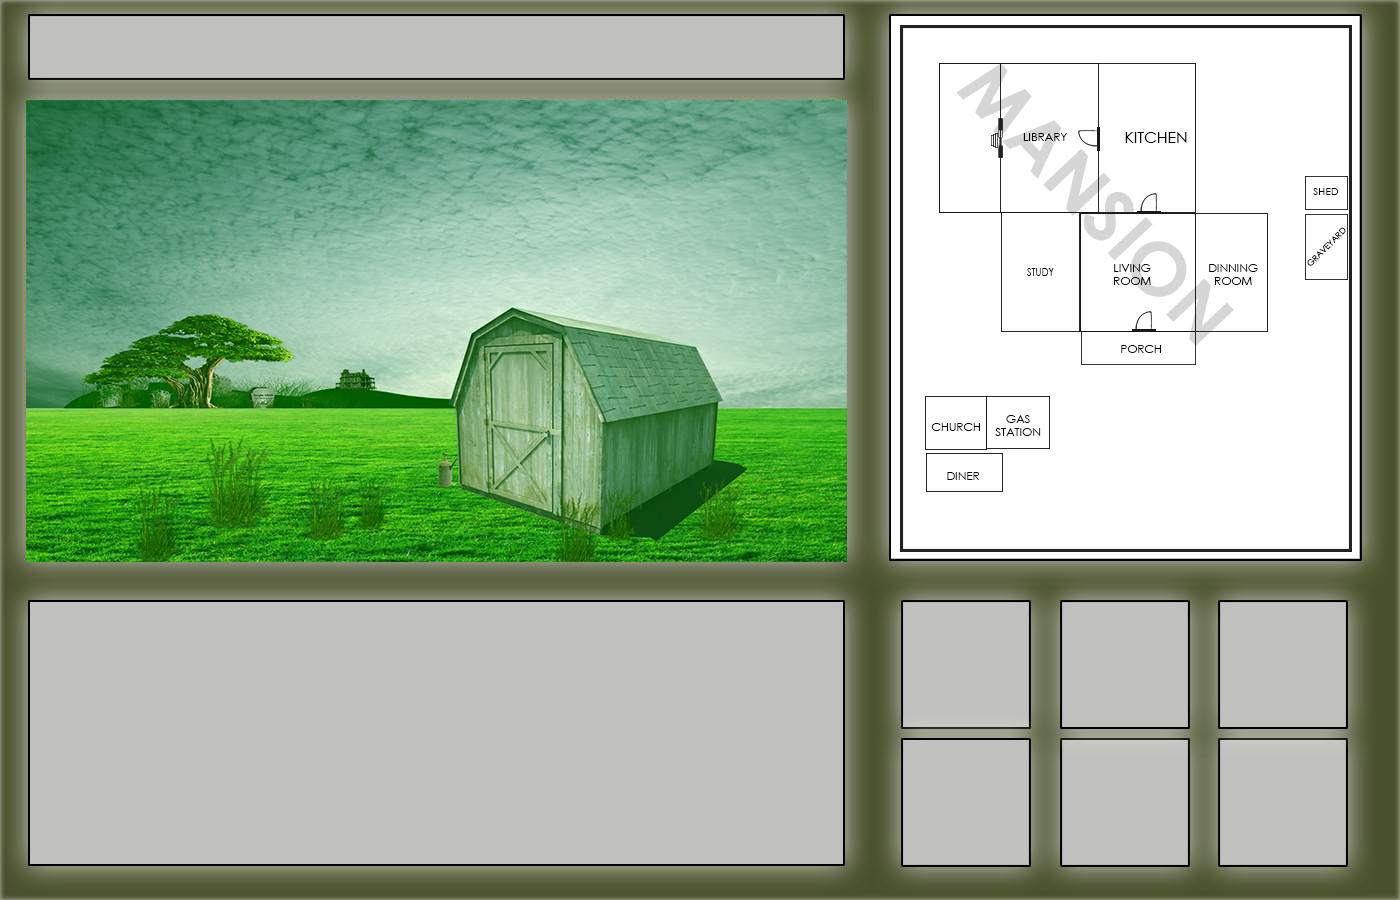 MANSION
LIBRARY
KITCHEN
SHED
GRAVEYARD
STUDY
LIVING
ROOM
DINNING
ROOM
PORCH
CHURCH
GAS
STATION
DINER